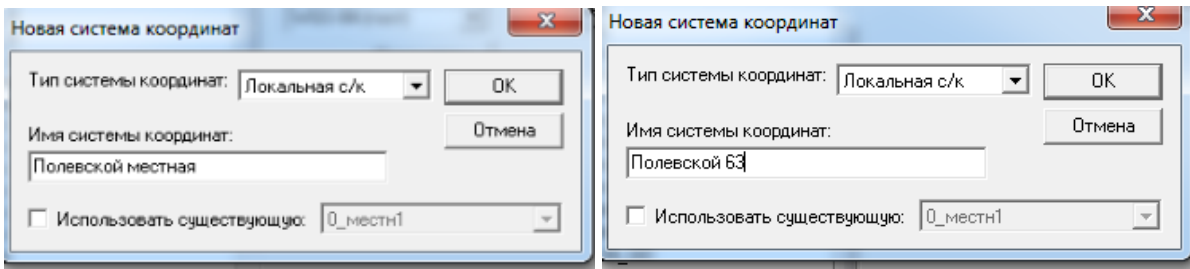 Новая система координат
Тип системы координат: Локальная с/к OK
Имя системы координат: Отмена
Полевской местная
Использовать существующую: 0_местн1
Новая система координат
Тип системы координат: Локальная с/к OK
Имя системы координат: Отмена
Полевской 63
Использовать существующую: 0_местн1